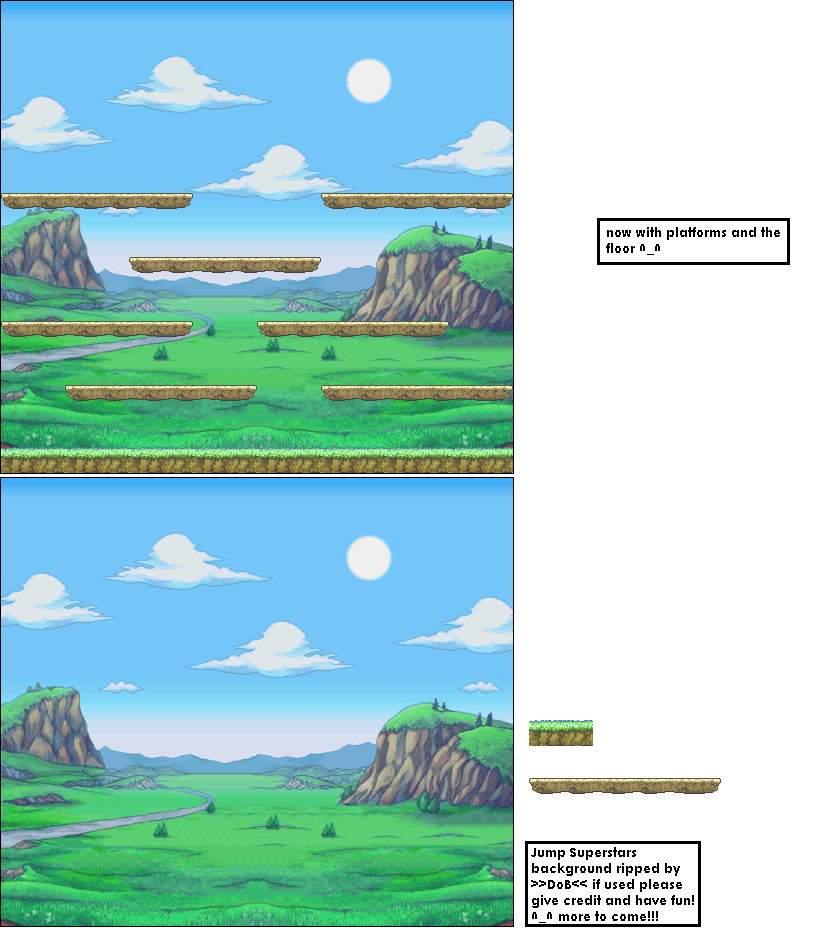 now with platforms and the
floor ^_^
Jump Superstars
background ripped by
>>DoB<< if used please
give credit and have fun!
^_^ more to come!!!